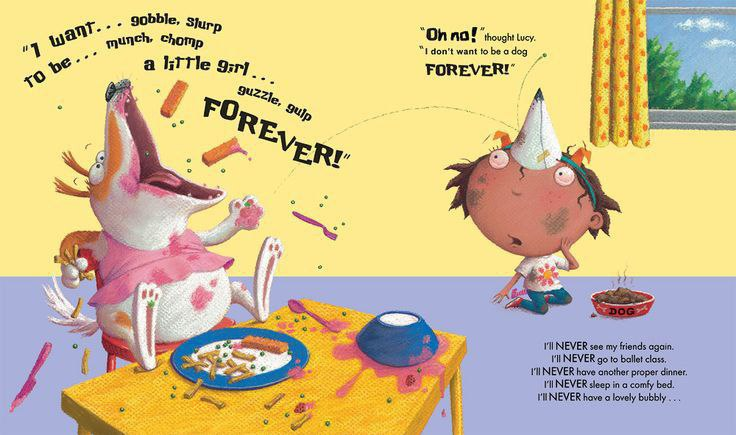 "I want... gobble, slurp
to be... munch, chomp
a little girl...
guzzle, gulp
FOREVER!"
"Oh no!" thought Lucy.
"I don't want to be a dog
FOREVER!"
DOG
I'll NEVER see my friends again.
I'll NEVER go to ballet class.
I'll NEVER have another proper dinner.
I'll NEVER sleep in a comfy bed.
I'll NEVER have a lovely bubbly . . .